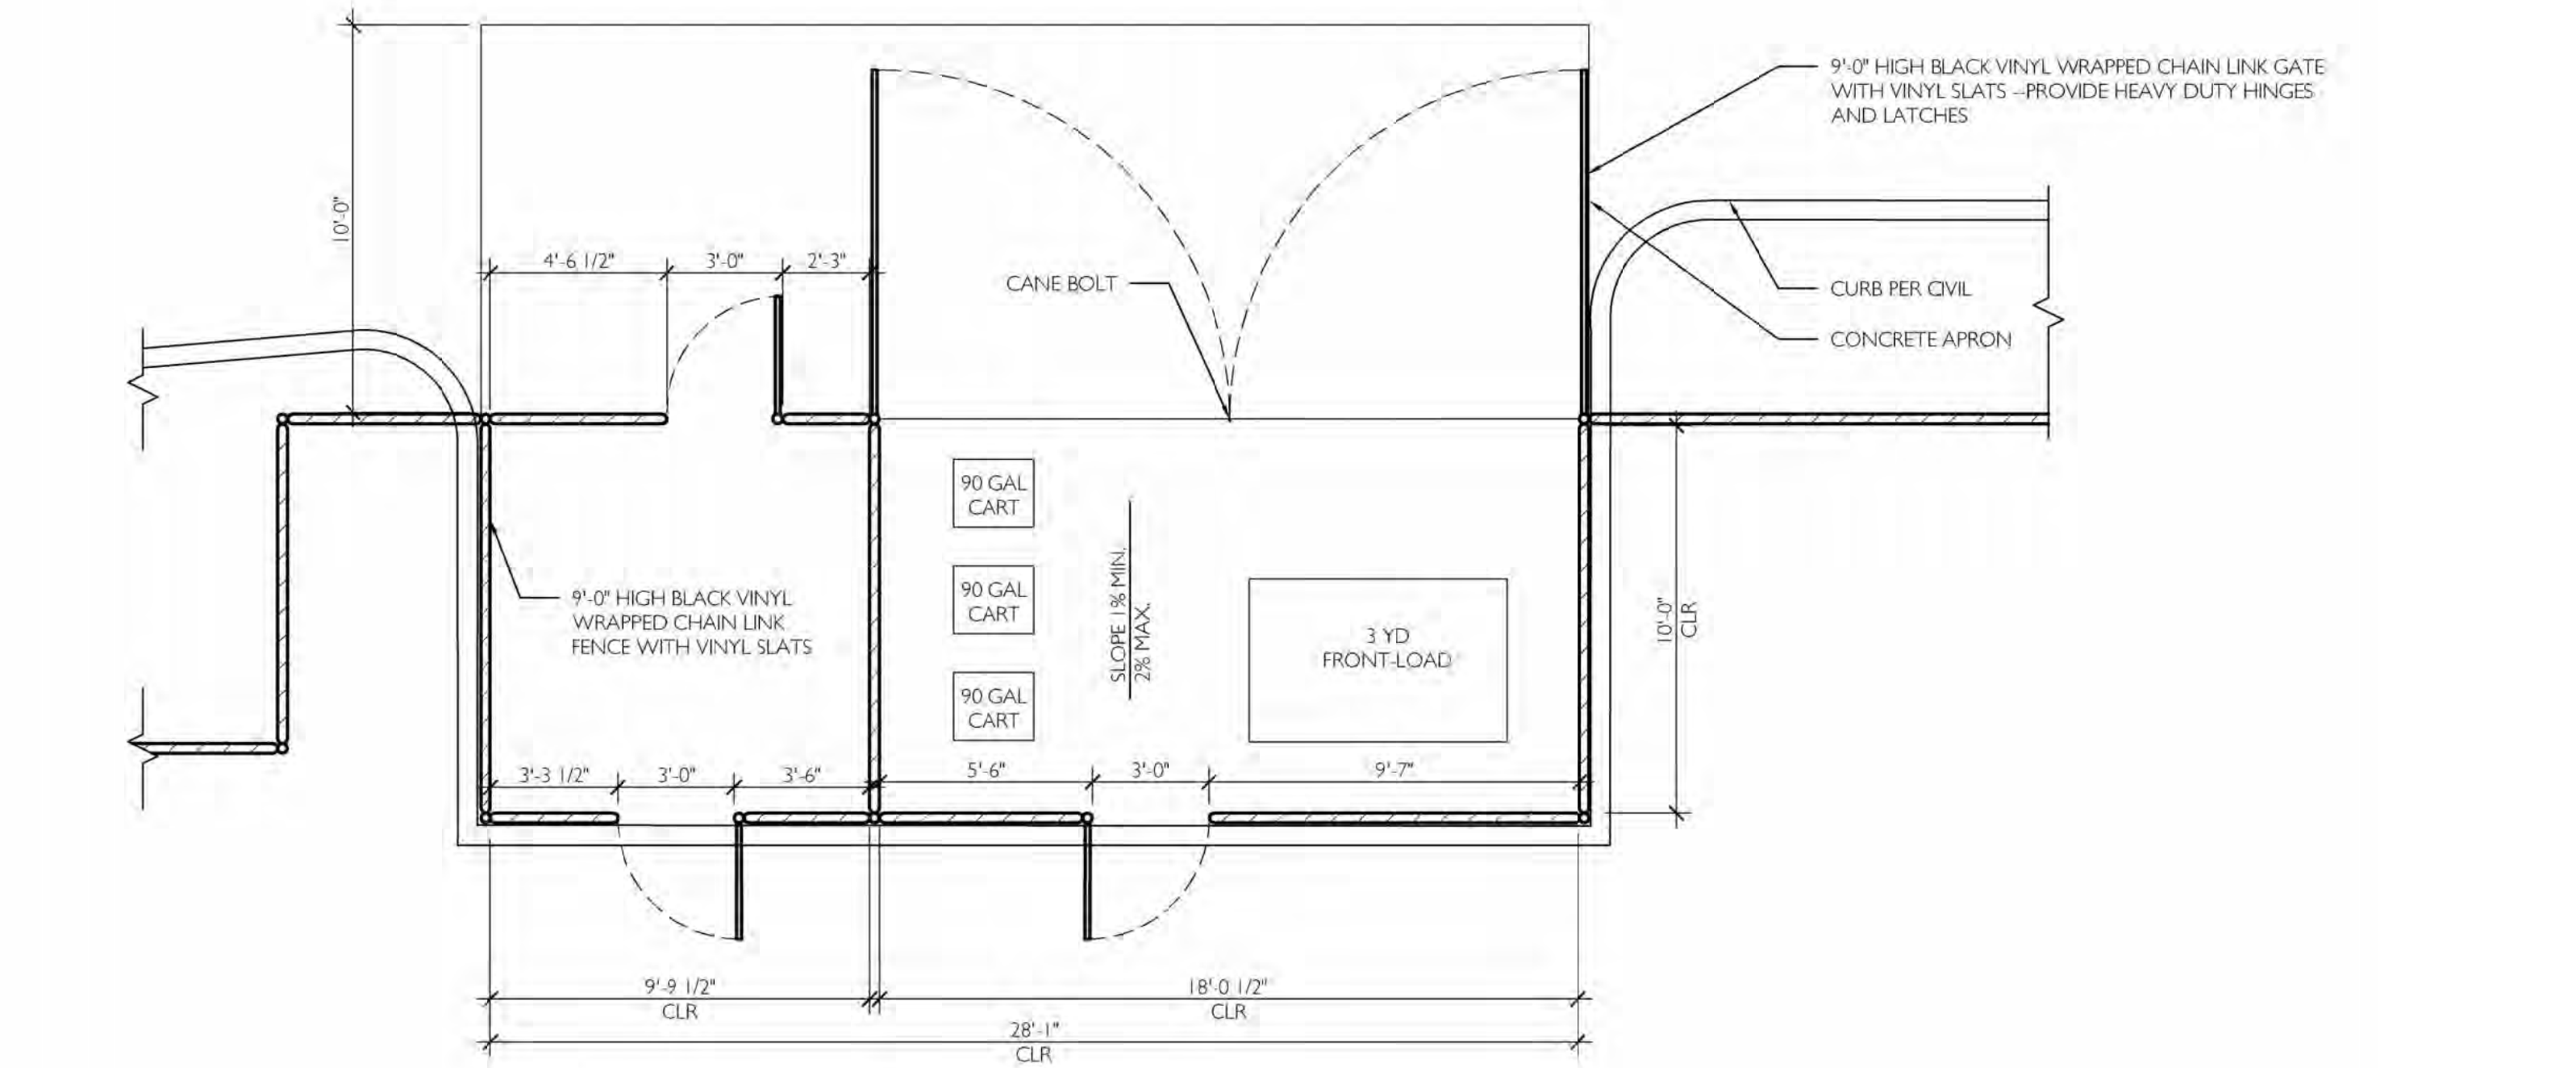 9'-0" HIGH BLACK VINYL WRAPPED CHAIN LINK GATE
WITH VINYL SLATS --PROVIDE HEAVY DUTY HINGES
AND LATCHES
10'-0"
4'-6 1/2"
3'-0"
2'-3"
CANE BOLT
CURB PER CIVIL
CONCRETE APRON
90 GAL
CART
90 GAL
CART
90 GAL
CART
SLOPE 1% MIN.
2% MAX.
3 YD
FRONT-LOAD
10'-0"
CLR
9'-0" HIGH BLACK VINYL
WRAPPED CHAIN LINK
FENCE WITH VINYL SLATS
3'-3 1/2"
3'-0"
3'-6"
5'-6"
3'-0"
9'-7"
9'-9 1/2"
CLR
18'-0 1/2"
CLR
28'-1"
CLR